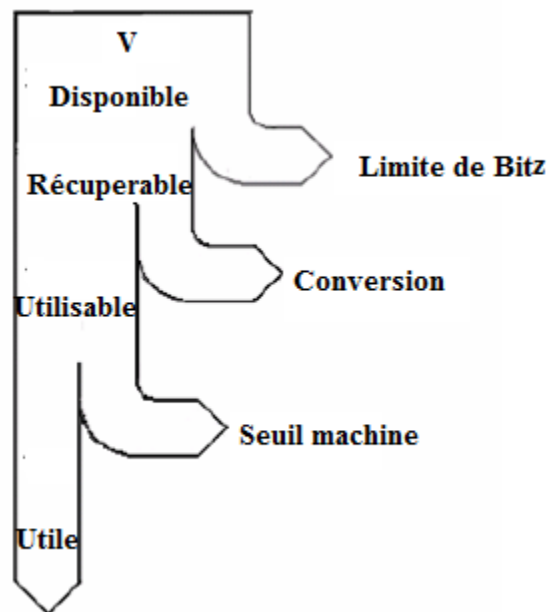 V
Disponible
Limite de Bitz
Récuperable
Conversion
Utilisable
Seuil machine
Utile